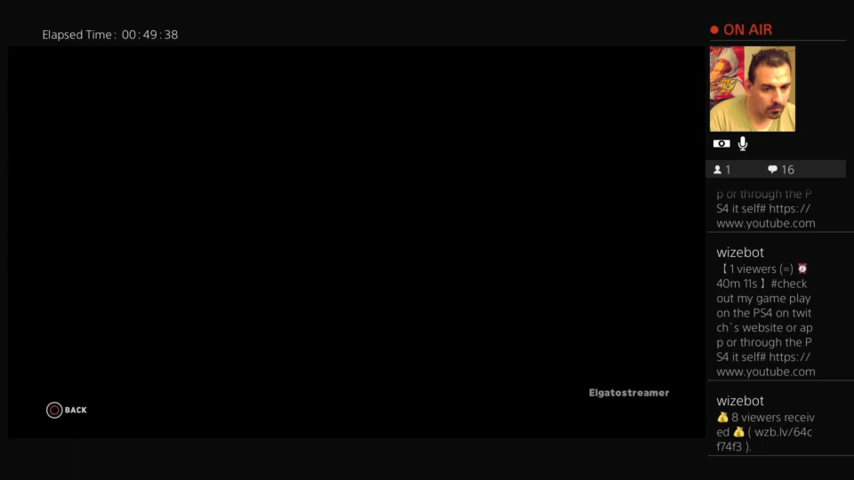 Elapsed Time: 00:49:38
ON AIR
1
16
p or through the P
S4 it self# https://
www.youtube.com
wizebot
【1 viewers (=) ⏰
40m 11s 】#check
out my game play
on the PS4 on twit
ch`s website or ap
p or through the P
S4 it self# https://
www.youtube.com
Elgatostreamer
wizebot
💰 8 viewers receiv
ed 💰 ( wzb.lv/64c
f74f3 ).
BACK